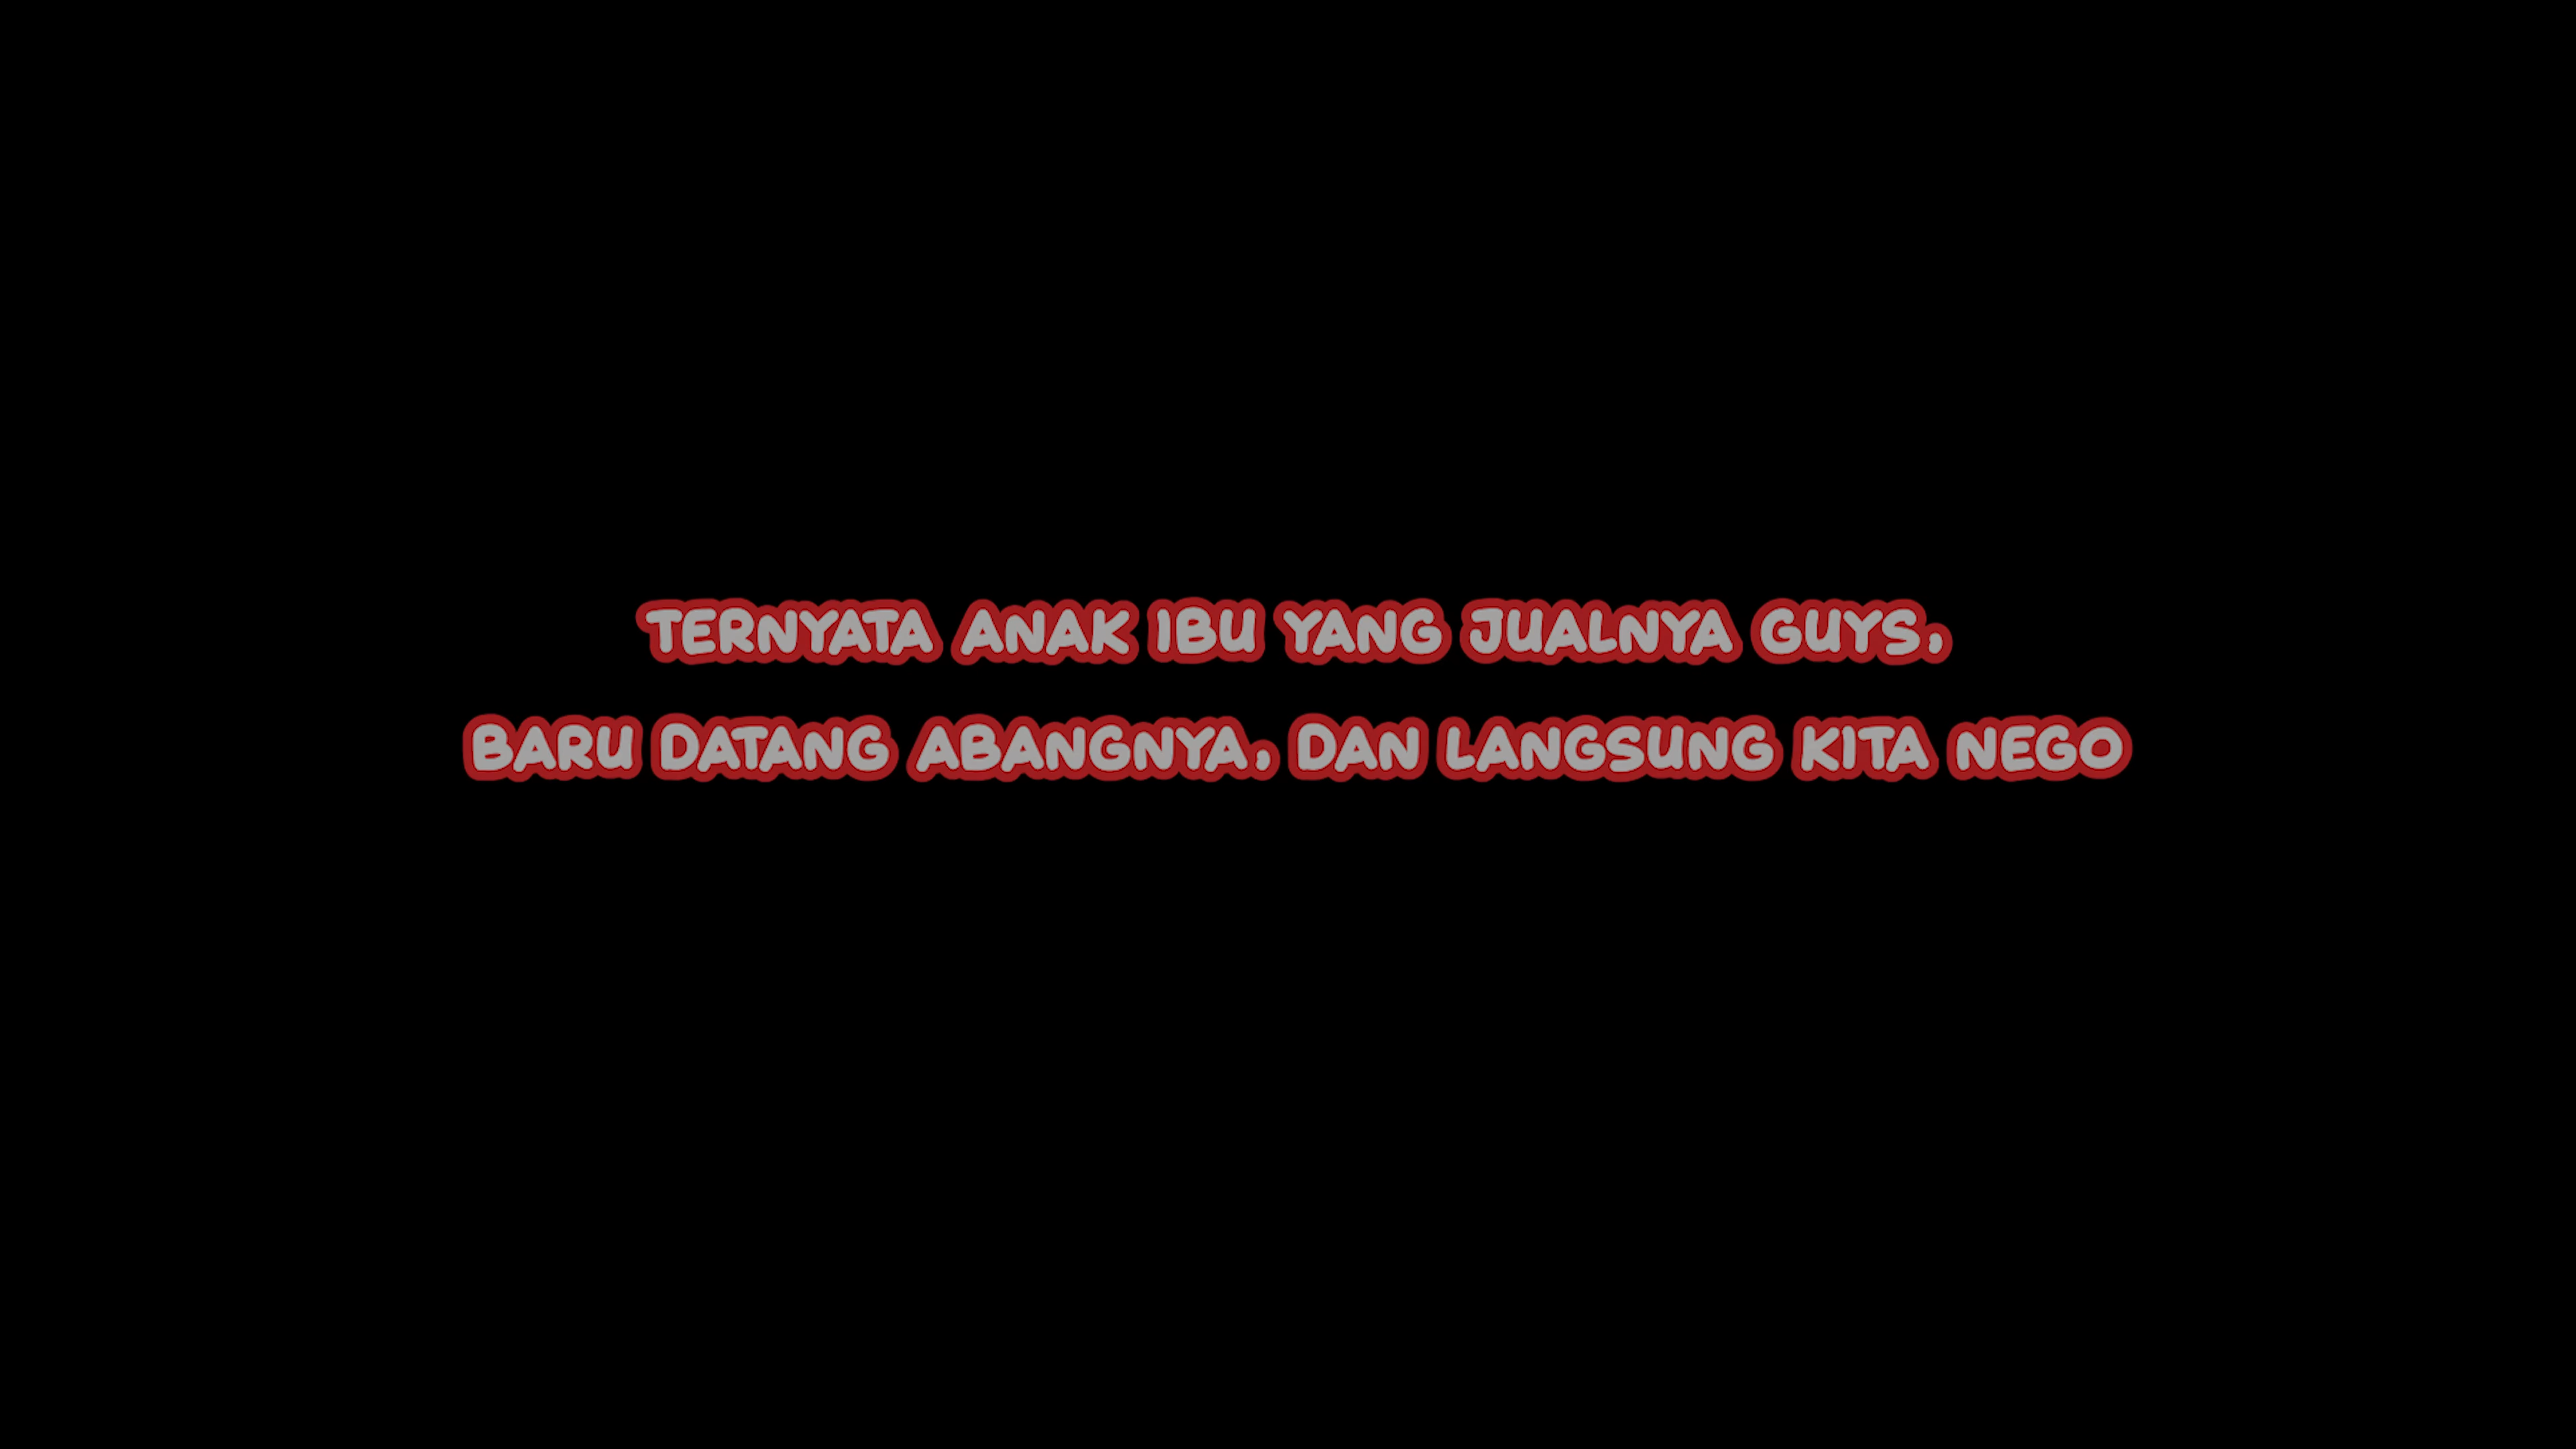 TERNYATA ANAK IBU YANG JUALNYA GUYS,
BARU DATANG ABANGNYA, DAN LANGSUNG KITA NEGO